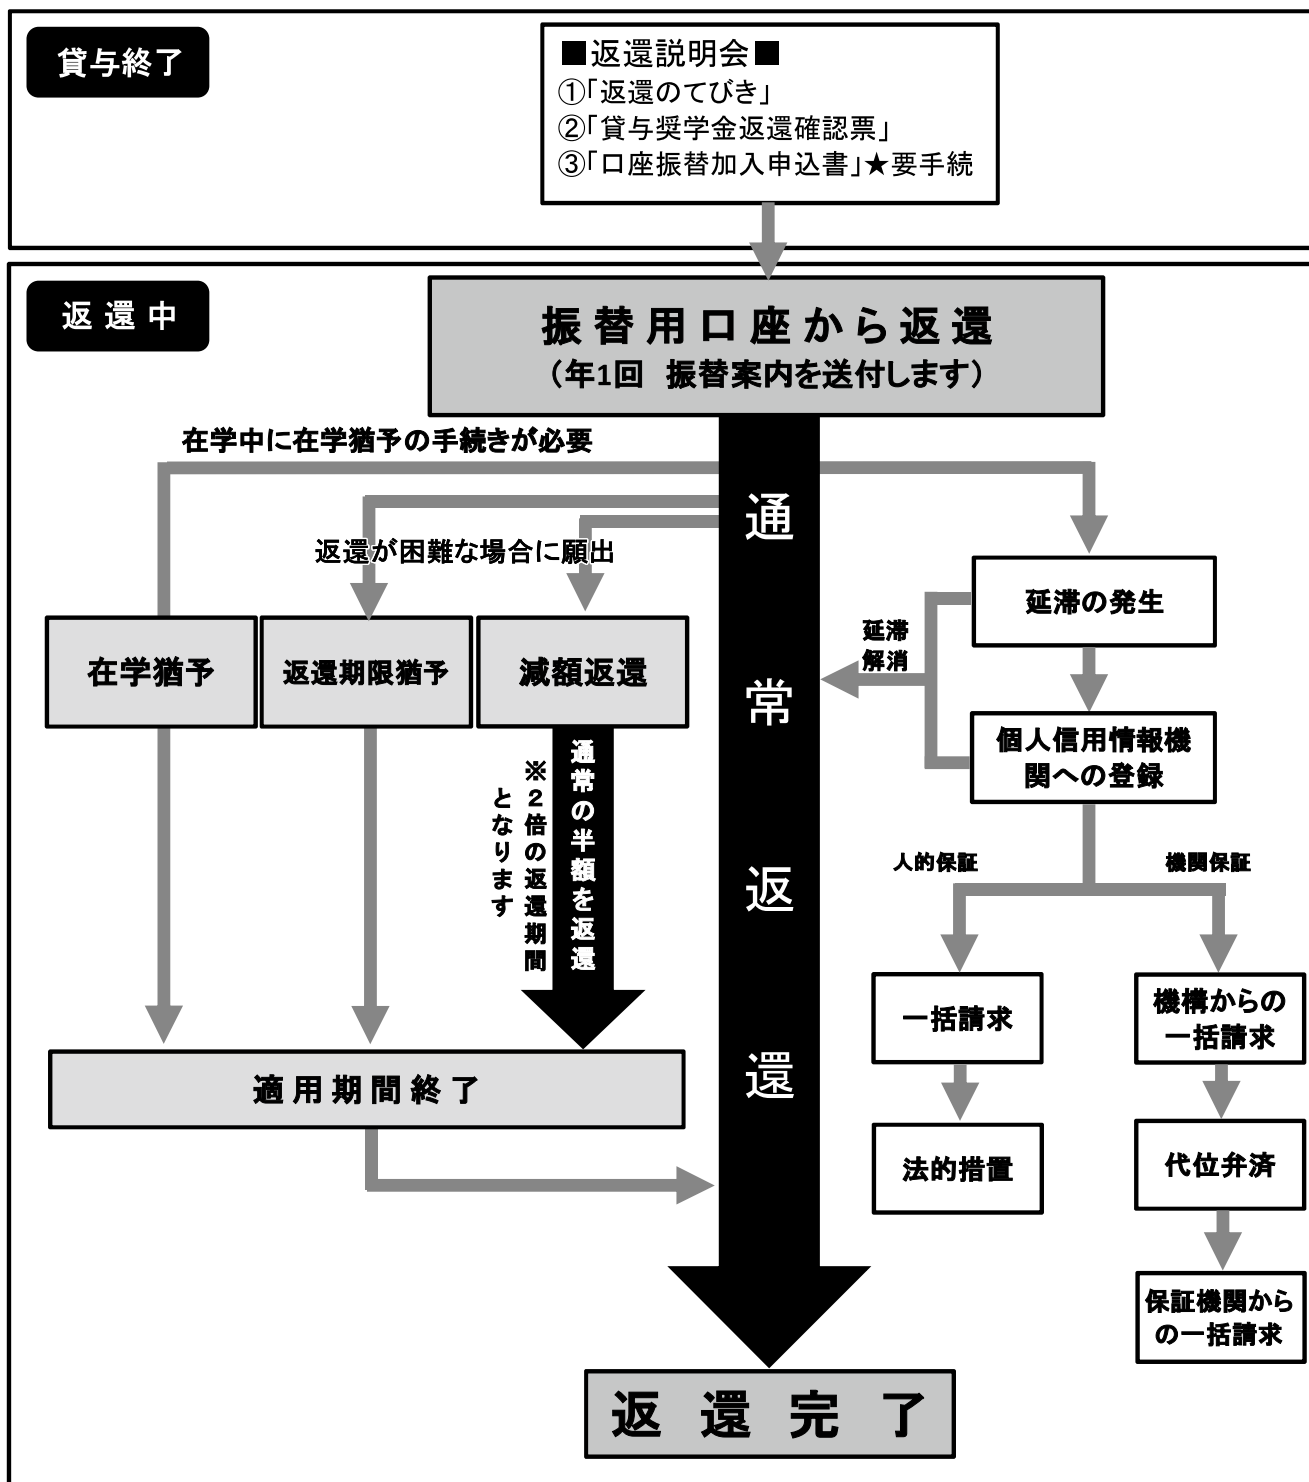 貸与終了
■返還説明会■
①「返還のてびき」
②「貸与奨学金返還確認票」
③「口座振替加入申込書」★要手続
返還中
振替用口座から返還
（年1回　振替案内を送付します）
在学中に在学猶予の手続きが必要
返還が困難な場合に願出
通常返還
延滞の発生
延滞
解消
在学猶予
返還期限猶予
減額返還
個人信用情報機
関への登録
通常の半額を返還
※２倍の返還期間
となります
人的保証
機関保証
一括請求
機構からの
一括請求
適用期間終了
法的措置
代位弁済
保証機関から
の一括請求
返還完了